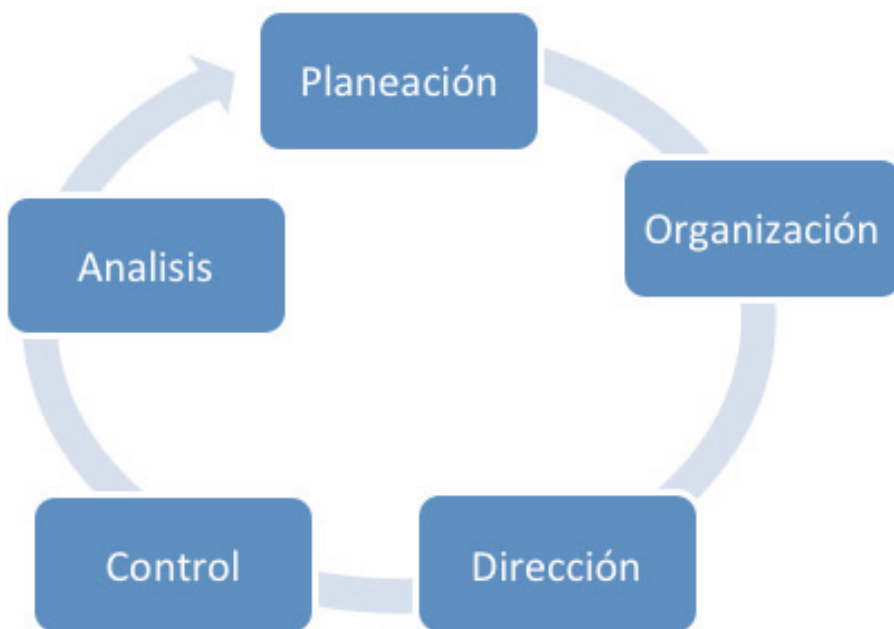 Planeación
Organización
Dirección
Control
Analisis